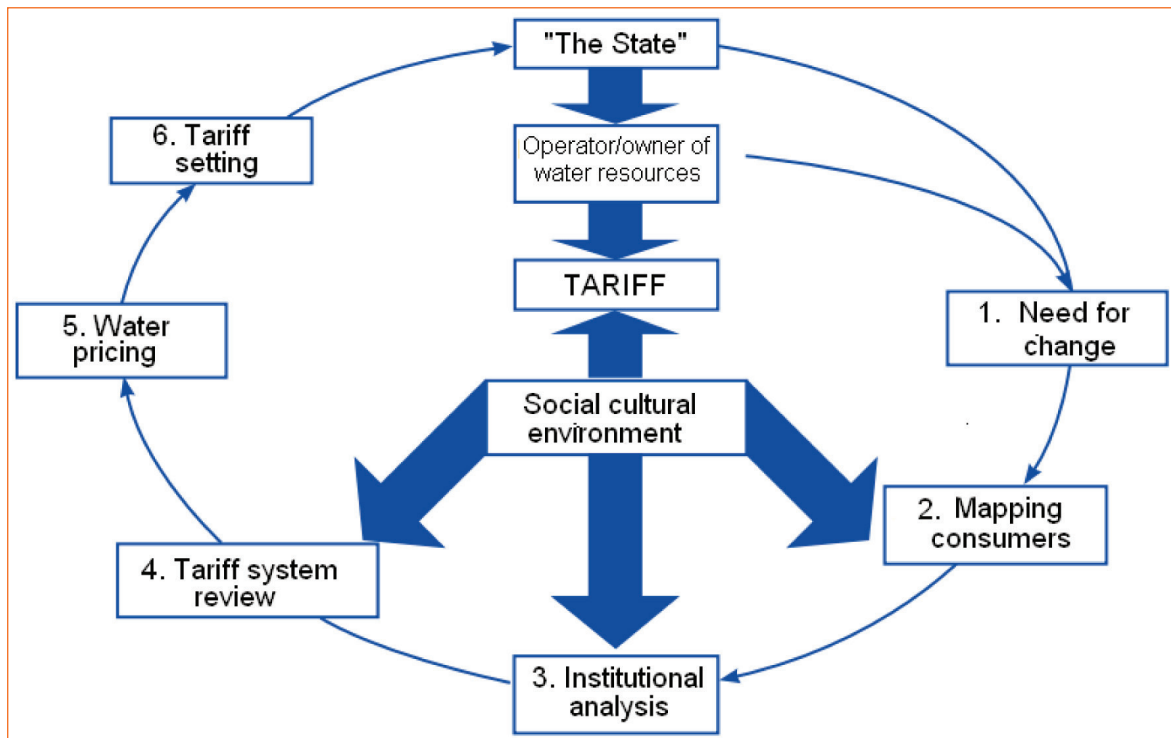 "The State"
Operator/owner of
water resources
TARIFF
Social cultural
environment
1. Need for
change
2. Mapping
consumers
3. Institutional
analysis
4. Tariff system
review
5. Water
pricing
6. Tariff
setting